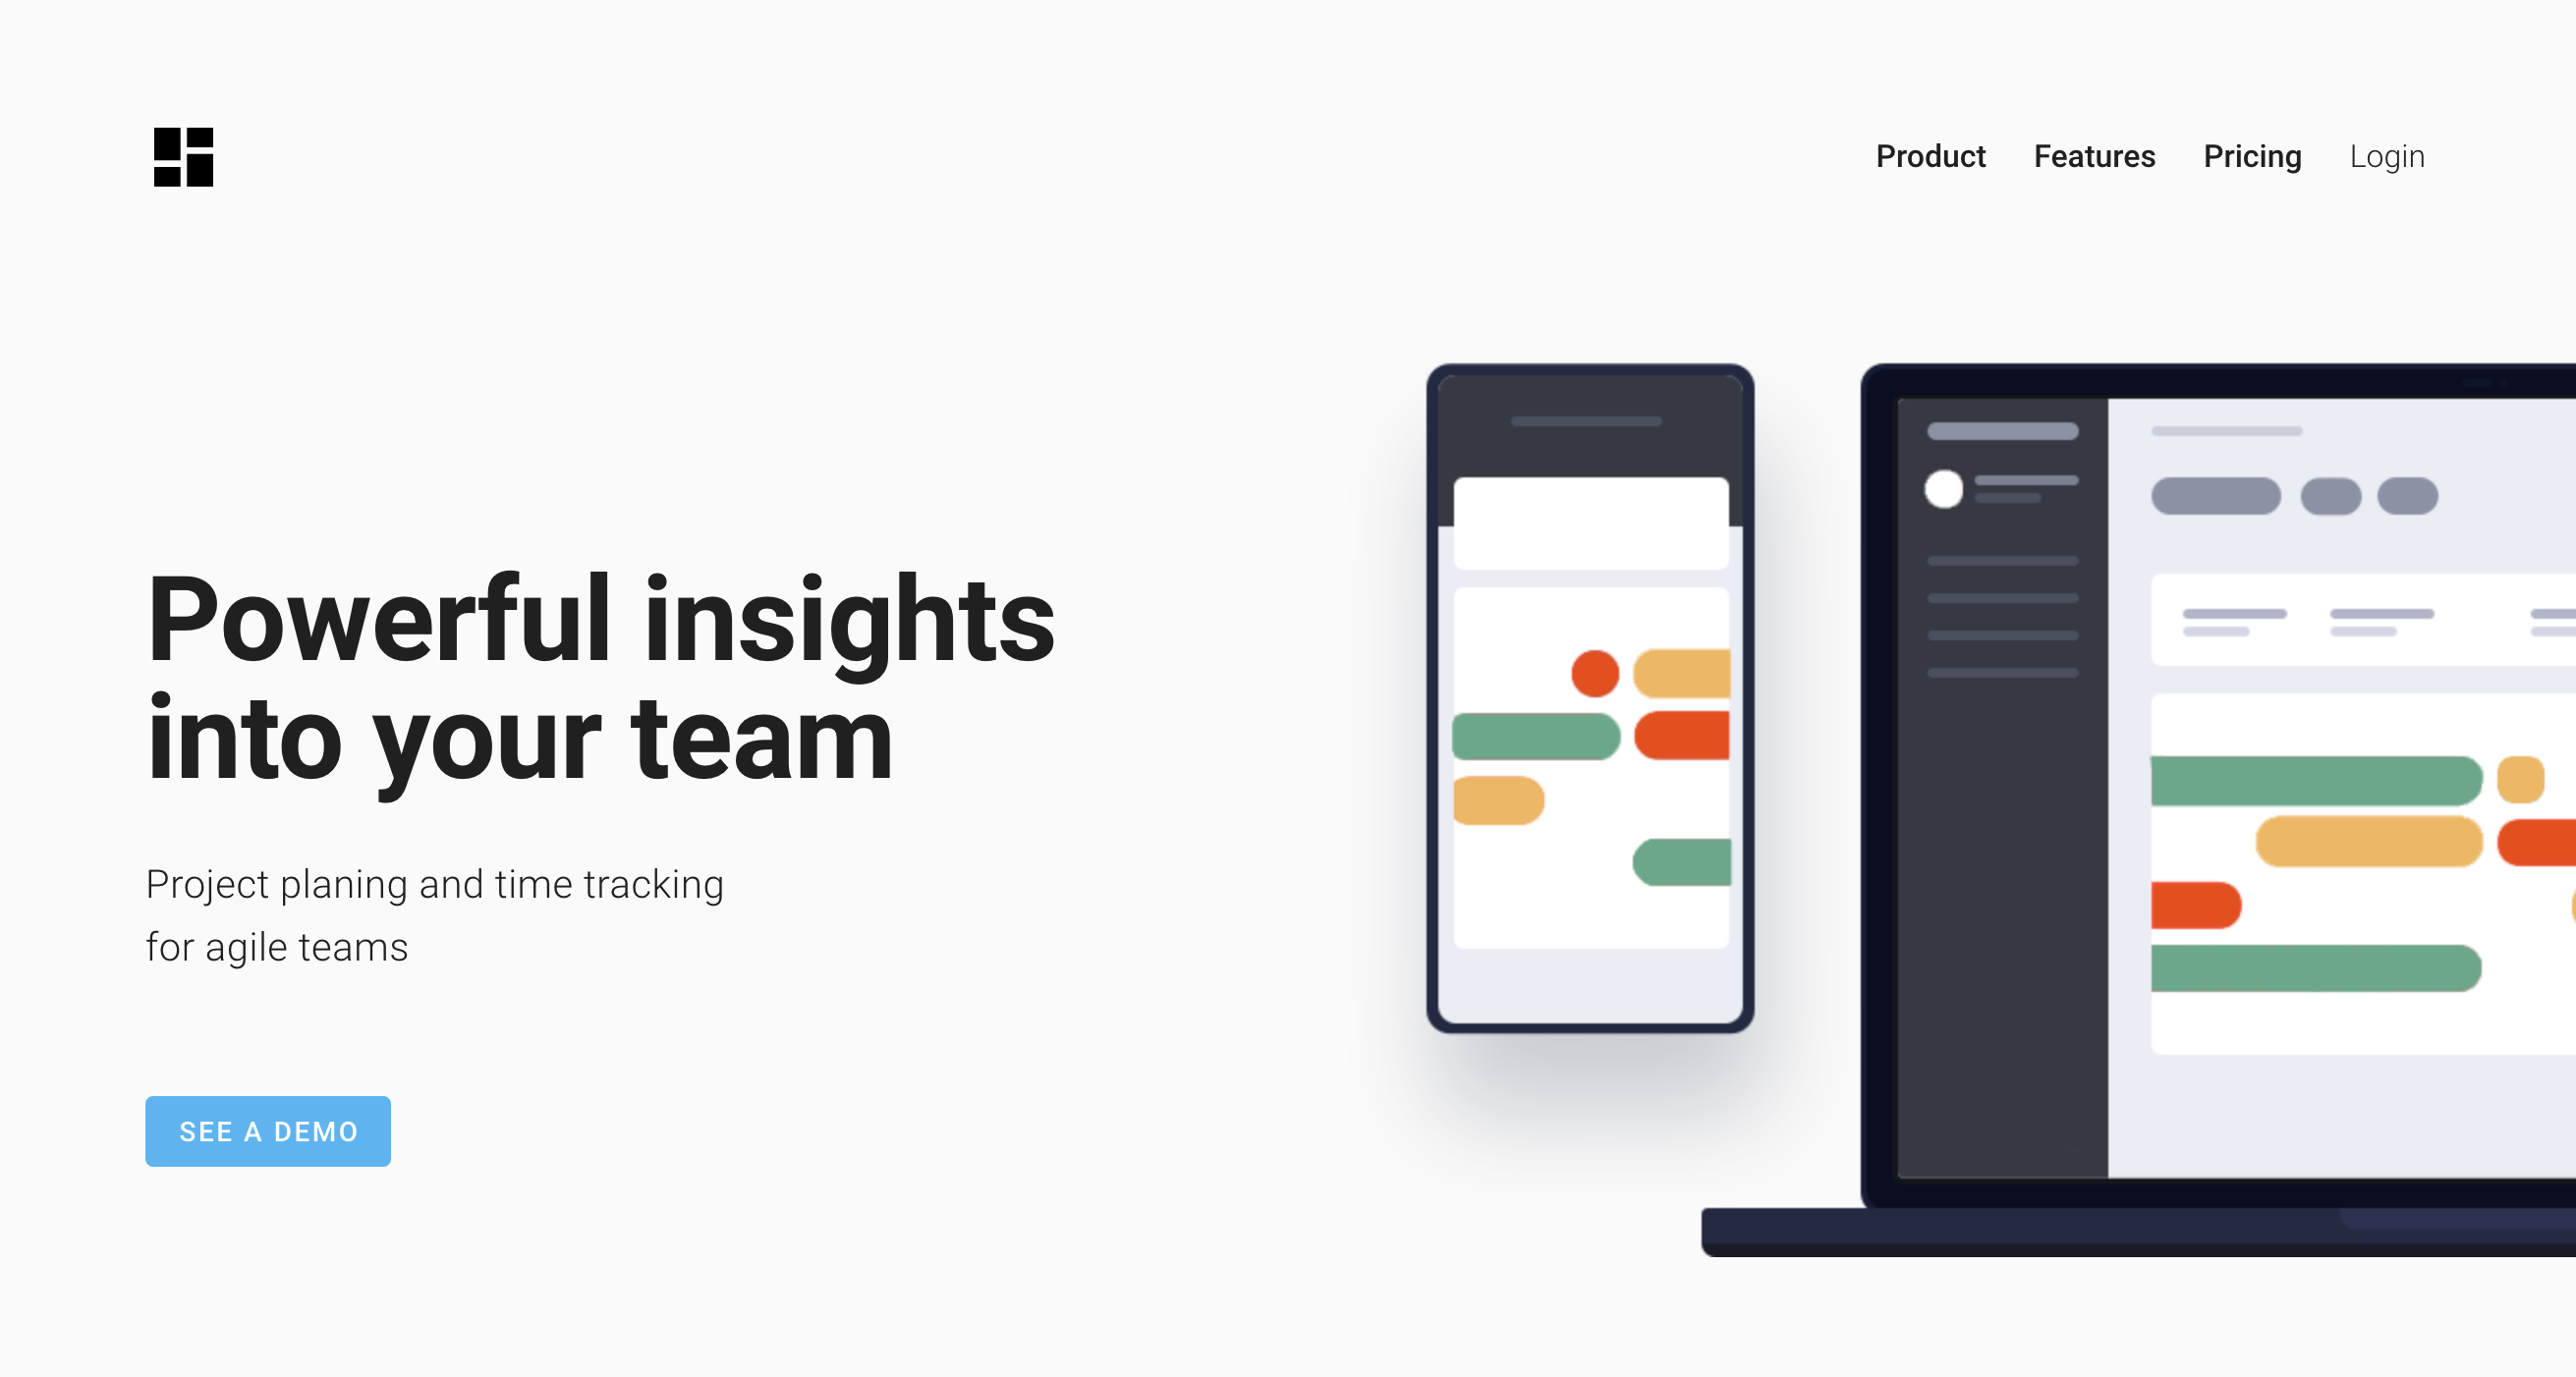 Product Features Pricing Login
Powerful insights
into your team
Project planing and time tracking
for agile teams
SEE A DEMO